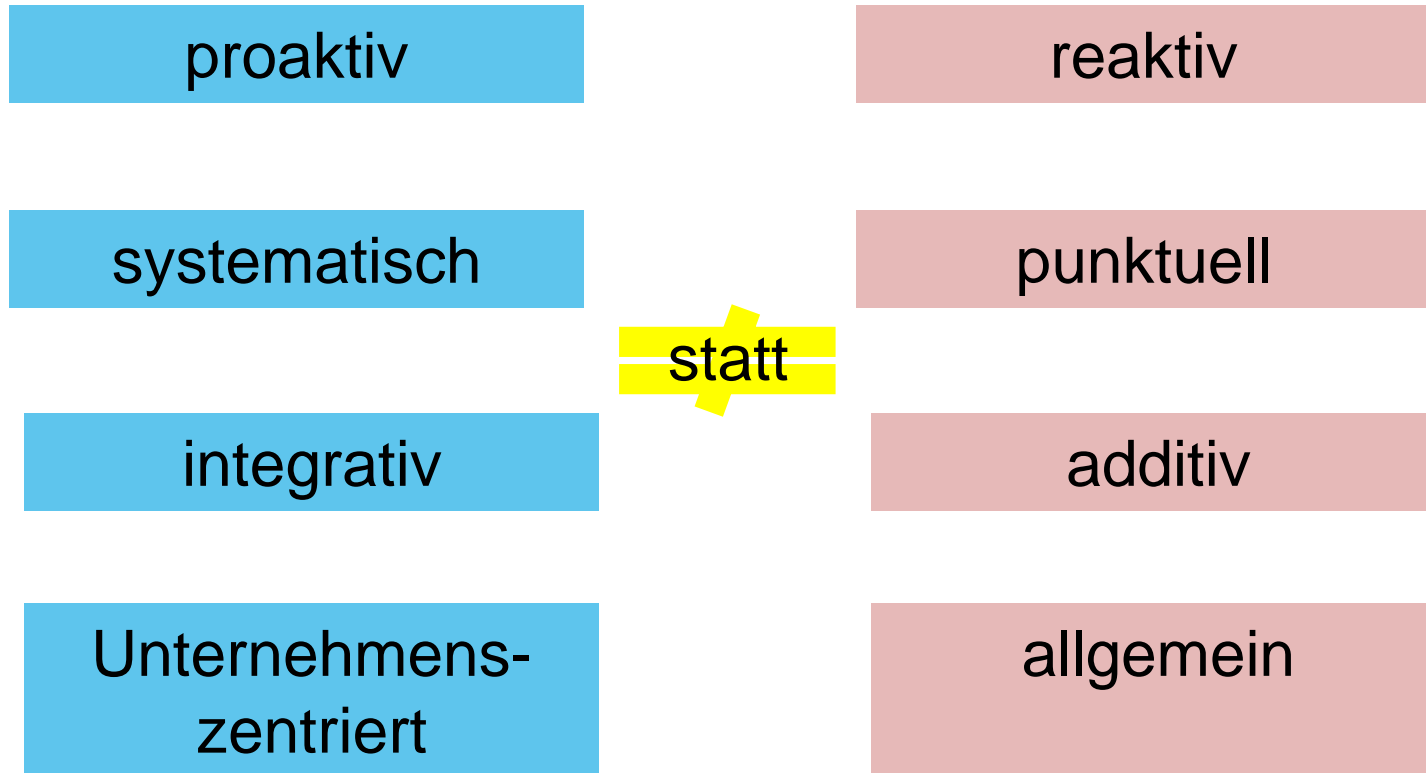 proaktiv
reaktiv
systematisch
punktuell
statt
integrativ
additiv
Unternehmens-
zentriert
allgemein